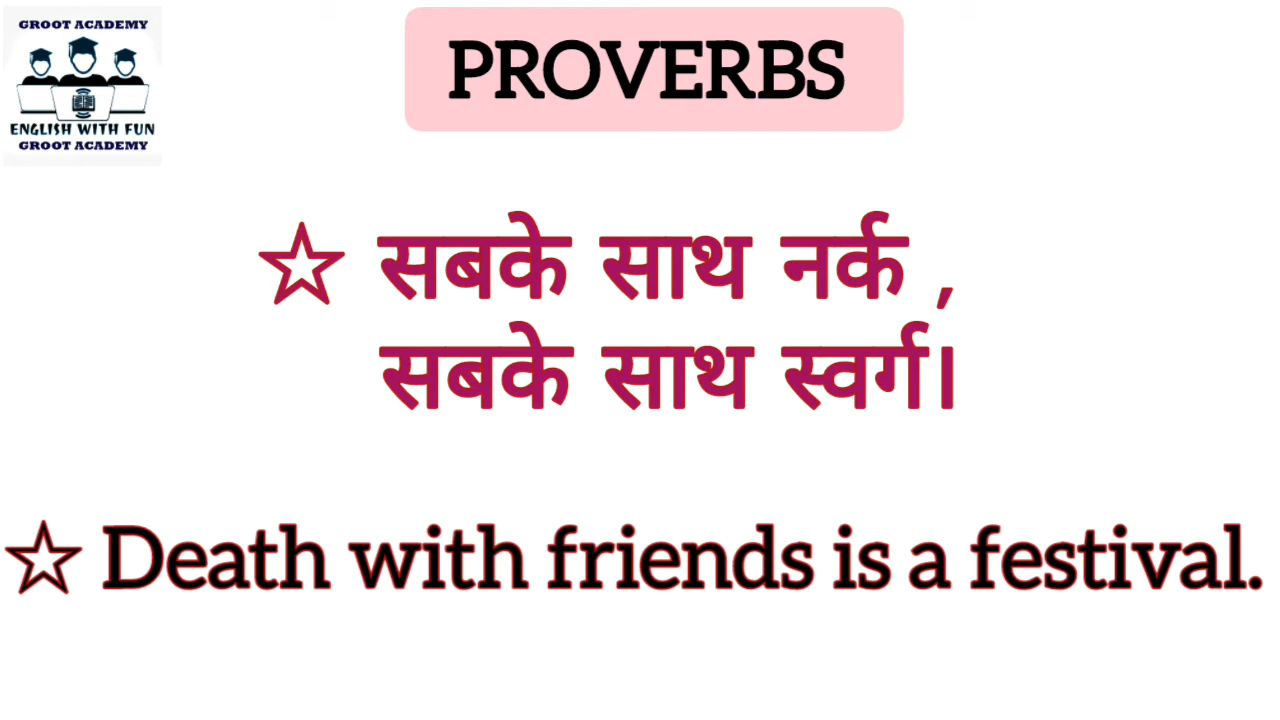 GROOT ACADEMY
ENGLISH WITH FUN
GROOT ACADEMY
PROVERBS
☆ सबके साथ नर्क ,
सबके साथ स्वर्ग।
☆ Death with friends is a festival.